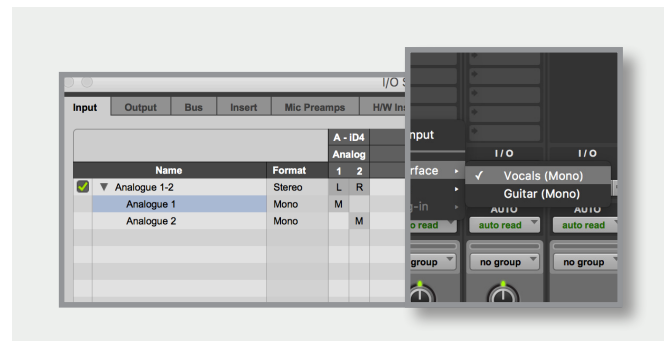 I/O S
Input Output Bus Insert Mic Preamps H/W Ins
A - iD4
Analog
Name Format 1 2
Analogue 1-2 Stereo L R
Analogue 1 Mono M
Analogue 2 Mono M
nput
I/O I/O
rface ✓ Vocals (Mono)
Guitar (Mono)
g-in AUTO AUTO
o read auto read auto read
group no group no group